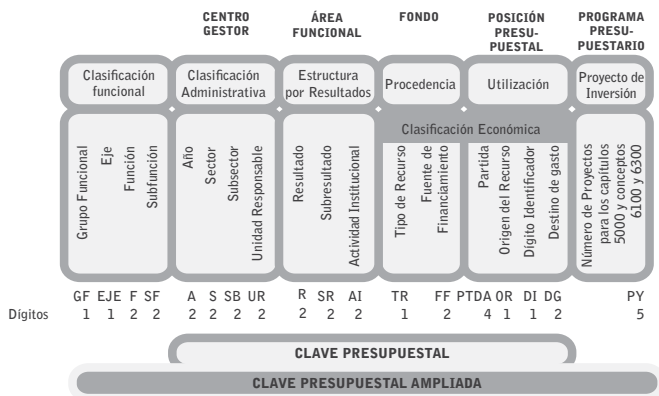 CENTRO GESTOR
ÁREA FUNCIONAL
FONDO
POSICIÓN PRESU-PUESTAL
PROGRAMA PRESU-PUESTARIO
Clasificación funcional
Clasificación Administrativa
Estructura por Resultados
Procedencia
Utilización
Proyecto de Inversión
Clasificación Económica
Grupo Funcional
Eje
Función
Subfunción
Año
Sector
Subsector
Unidad Responsable
Resultado
Subresultado
Actividad Institucional
Tipo de Recurso
Fuente de
Financiamiento
Partida
Origen del Recurso
Dígito Identificador
Destino de gasto
Número de Proyectos
para los capítulos
5000 y conceptos
6100 y 6300
GF EJE F SF A S SB UR R SR AI TR FF PTDA OR DI DG PY
Dígitos 1 1 2 2 2 2 2 2 2 2 2 1 2 4 1 1 2 5
CLAVE PRESUPUESTAL
CLAVE PRESUPUESTAL AMPLIADA